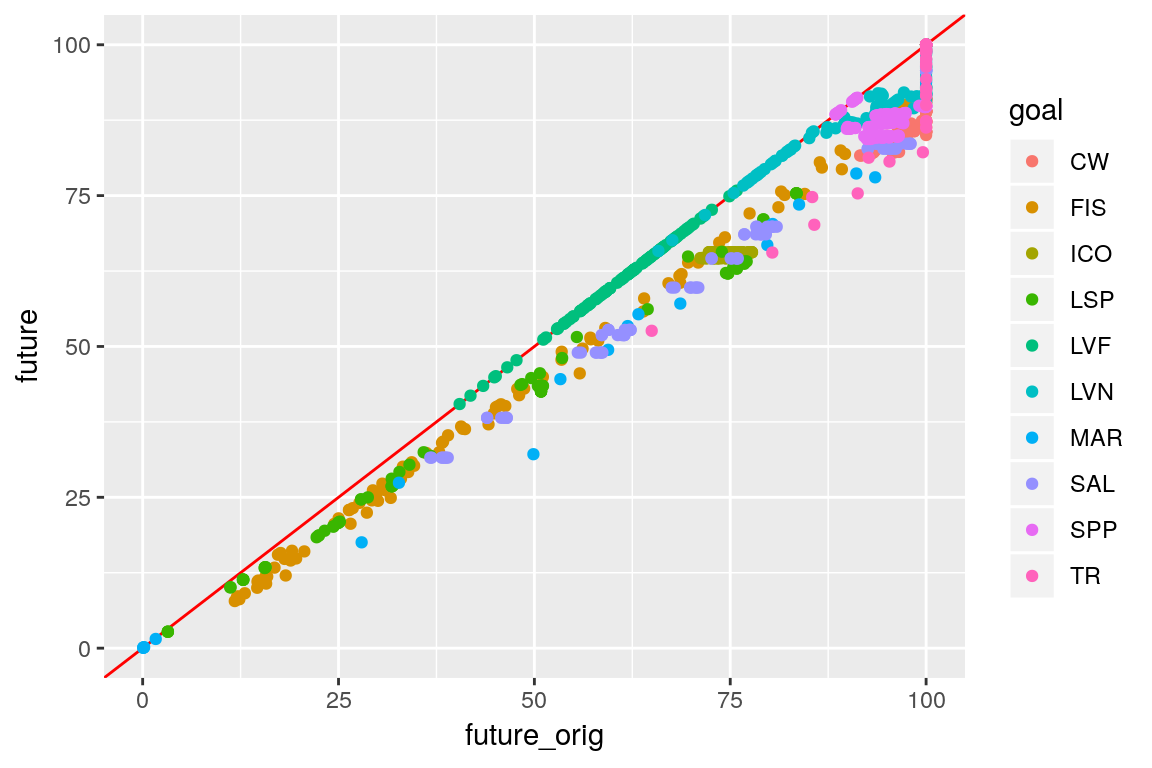 100
75
50
25
0
future
0 25 50 75 100
future_orig
goal
CW
FIS
ICO
LSP
LVF
LVN
MAR
SAL
SPP
TR